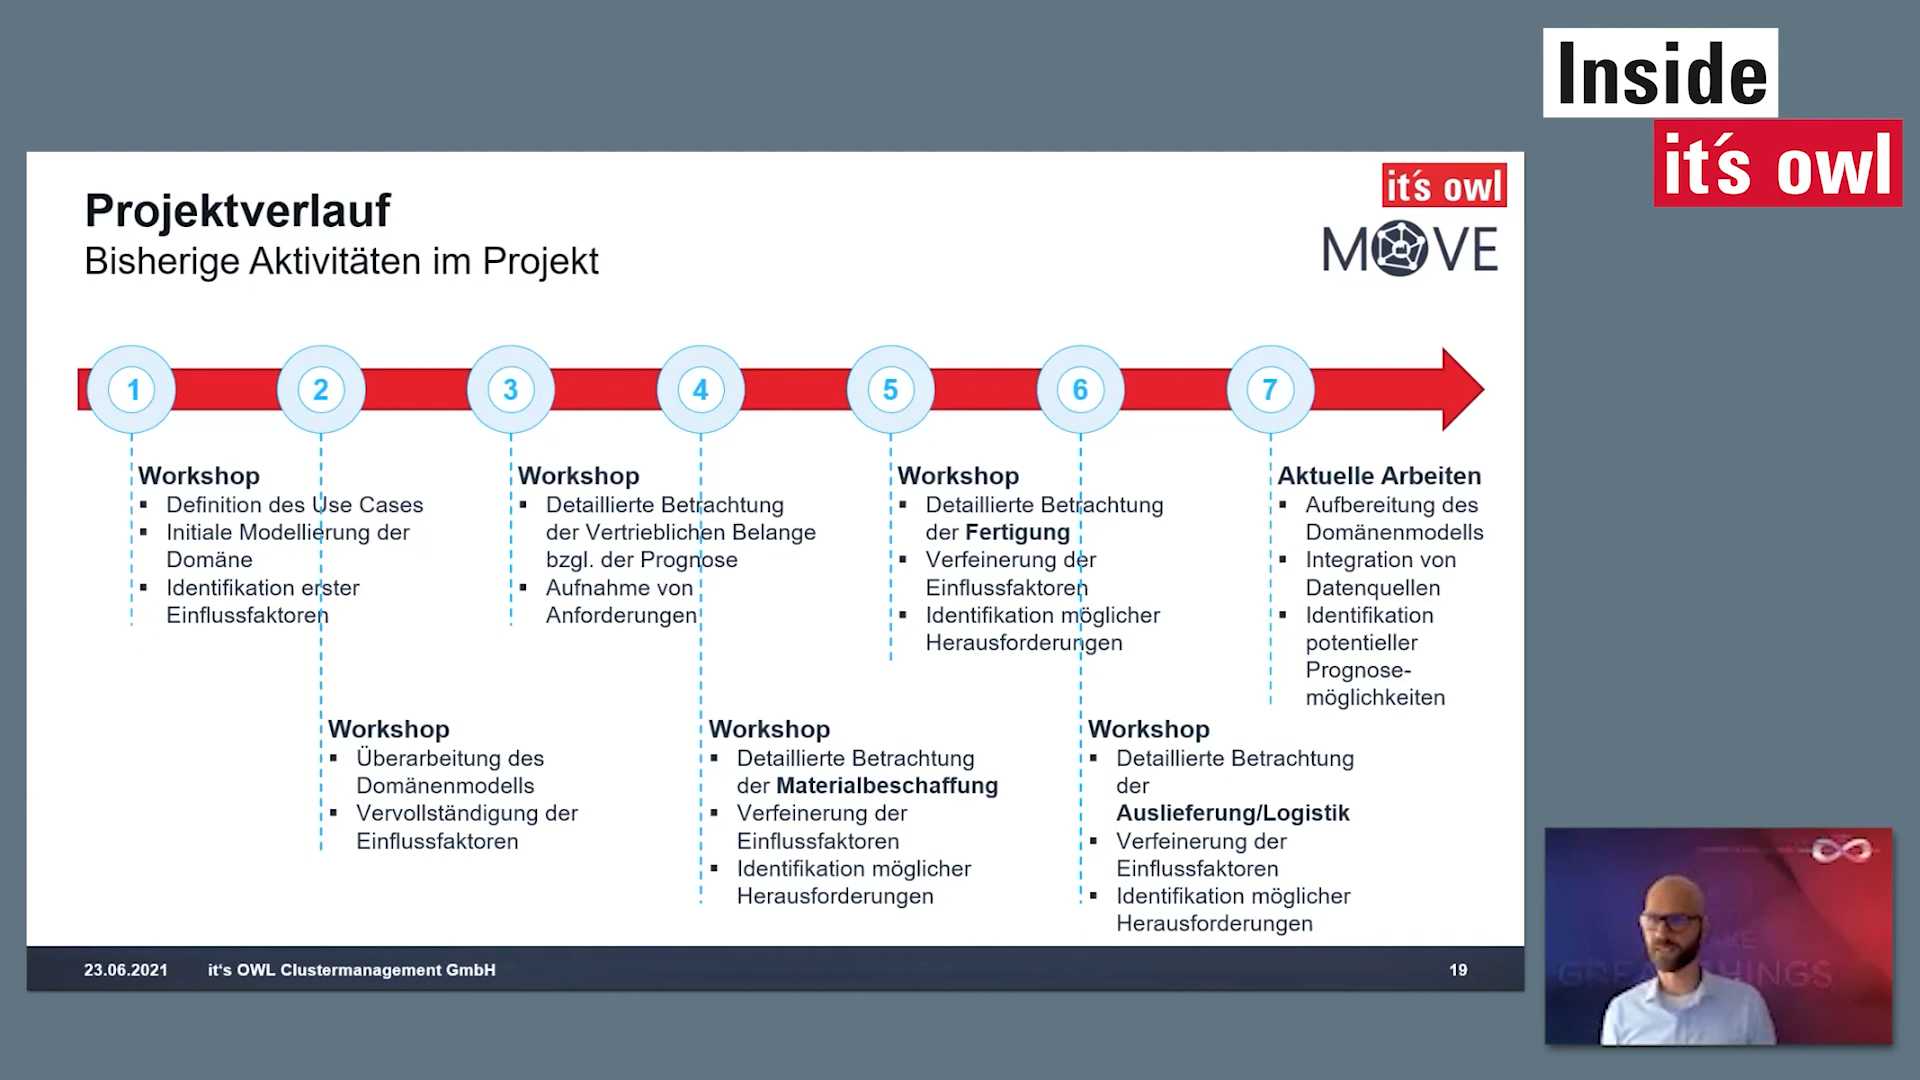 Inside
it's owl
Projektverlauf
Bisherige Aktivitäten im Projekt
it's owl
MOVE
1
2
3
4
5
6
7
Workshop
▪ Definition des Use Cases
▪ Initiale Modellierung der
Domäne
▪ Identifikation erster
Einflussfaktoren
Workshop
▪ Überarbeitung des
Domänenmodells
▪ Vervollständigung der
Einflussfaktoren
Workshop
▪ Detaillierte Betrachtung
der Vertrieblichen Belange
bzgl. der Prognose
▪ Aufnahme von
Anforderungen
Workshop
▪ Detaillierte Betrachtung
der Materialbeschaffung
▪ Verfeinerung der
Einflussfaktoren
▪ Identifikation möglicher
Herausforderungen
Workshop
▪ Detaillierte Betrachtung
der Fertigung
▪ Verfeinerung der
Einflussfaktoren
▪ Identifikation möglicher
Herausforderungen
Workshop
▪ Detaillierte Betrachtung
der
Auslieferung/Logistik
▪ Verfeinerung der
Einflussfaktoren
▪ Identifikation möglicher
Herausforderungen
Aktuelle Arbeiten
▪ Aufbereitung des
Domänenmodells
▪ Integration von
Datenquellen
▪ Identifikation
potentieller
Prognose-
möglichkeiten
23.06.2021 it's OWL Clustermanagement GmbH 19